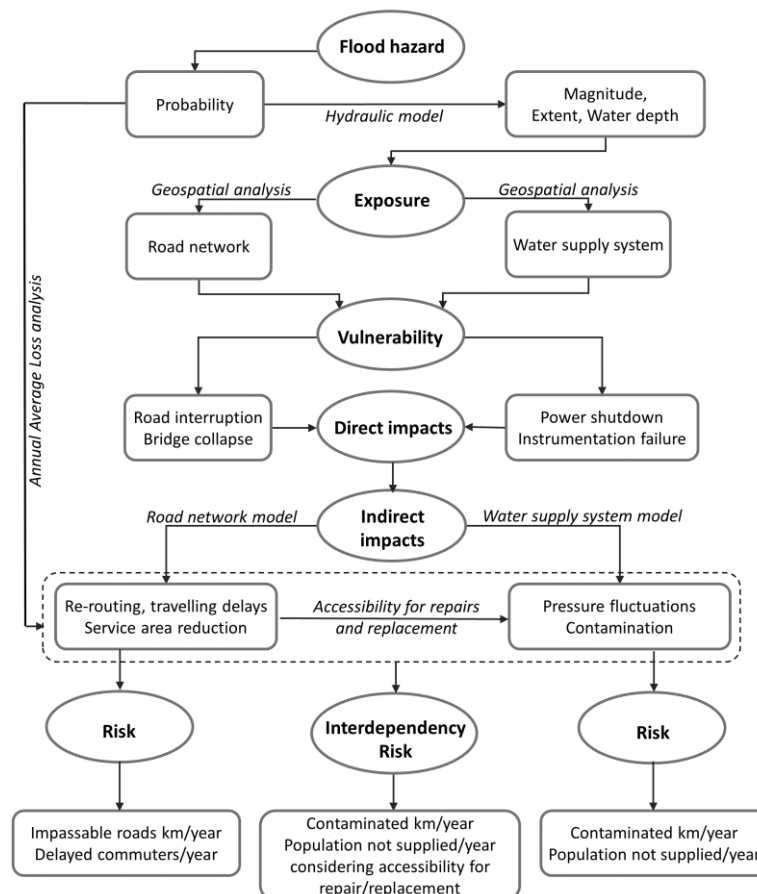 Flood hazard
Probability
Hydraulic model
Magnitude,
Extent, Water depth
Geospatial analysis
Exposure
Geospatial analysis
Road network
Water supply system
Annual Average Loss analysis
Vulnerability
Road interruption
Bridge collapse
Direct impacts
Power shutdown
Instrumentation failure
Road network model
Indirect
impacts
Water supply system model
Re-routing, travelling delays
Service area reduction
Accessibility for repairs
and replacement
Pressure fluctuations
Contamination
Risk
Interdependency
Risk
Risk
Impassable roads km/year
Delayed commuters/year
Contaminated km/year
Population not supplied/year
considering accessibility for
repair/replacement
Contaminated km/year
Population not supplied/year